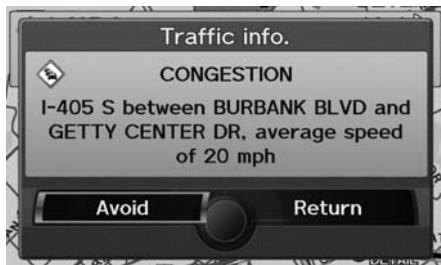 Traffic info.
CONGESTION
I-405 S between BURBANK BLVD and
GETTY CENTER DR, average speed
of 20 mph
Avoid
Return